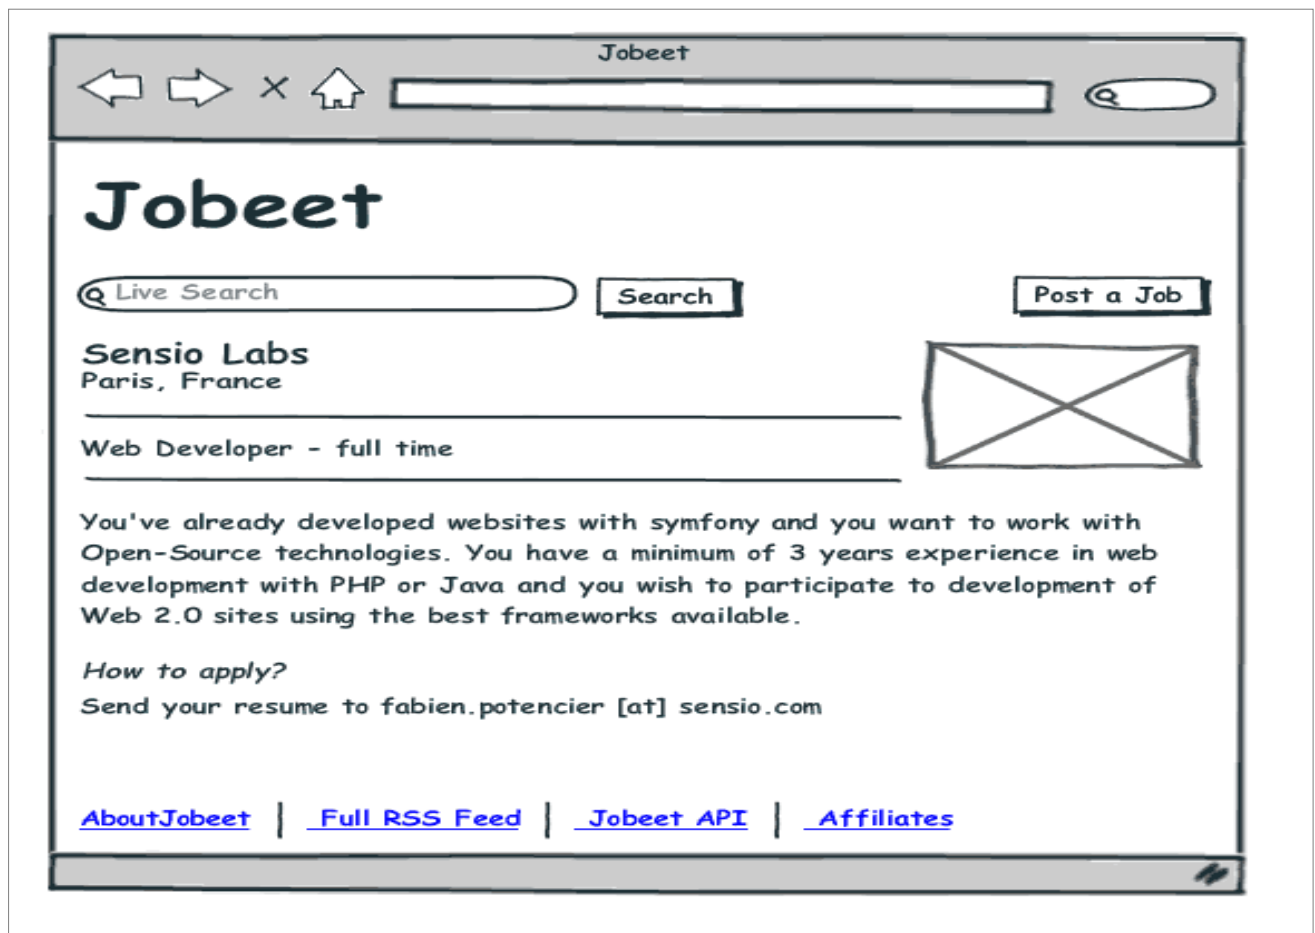 Jobeet
Jobeet
Live Search
Search
Post a Job
Sensio Labs
Paris, France
Web Developer - full time
You've already developed websites with symfony and you want to work with
Open-Source technologies. You have a minimum of 3 years experience in web
development with PHP or Java and you wish to participate to development of
Web 2.0 sites using the best frameworks available.
How to apply?
Send your resume to fabien.potencier [at] sensio.com
AboutJobeet | Full RSS Feed | Jobeet API | Affiliates